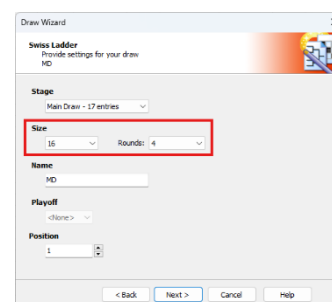 Draw Wizard
Swiss Ladder
Provide settings for your draw
MD
Stage
Main Draw - 17 entries
Size
16 Rounds: 4
Name
MD
Playoff
<None>
Position
1
< Back Next > Cancel Help